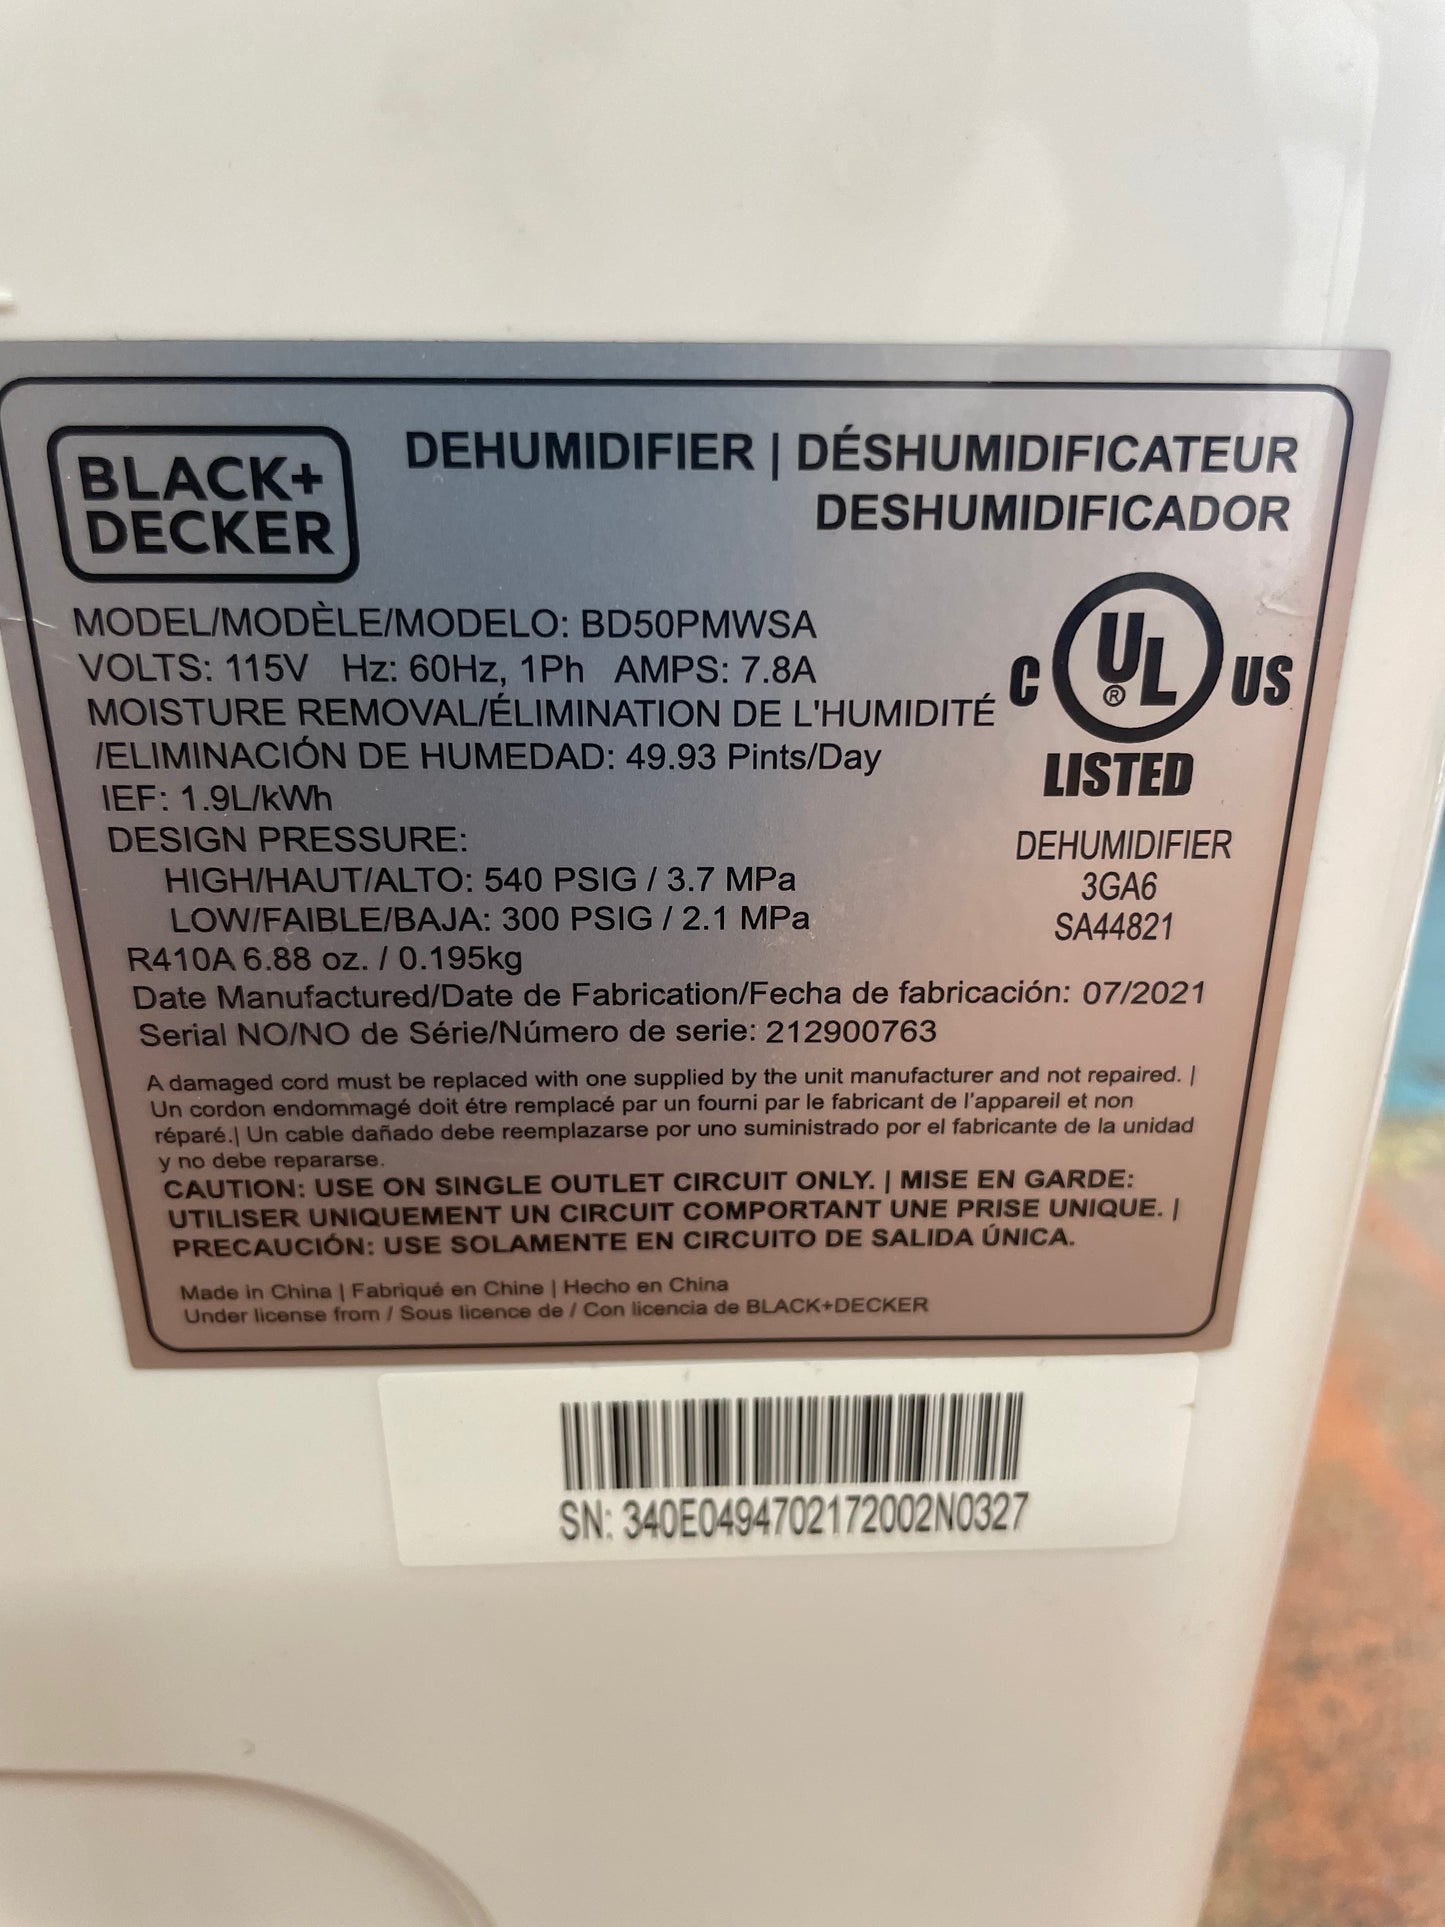 BLACK+
DECKER
DEHUMIDIFIER | DÉSHUMIDIFICATEUR
DESHUMIDIFICADOR
MODEL/MODÈLE/MODELO: BD50PMWSA
VOLTS: 115V Hz: 60Hz, 1Ph AMPS: 7.8A
MOISTURE REMOVAL/ÉLIMINATION DE L'HUMIDITÉ
/ELIMINACIÓN DE HUMEDAD: 49.93 Pints/Day
IEF: 1.9L/kWh
DESIGN PRESSURE:
HIGH/HAUT/ALTO: 540 PSIG / 3.7 MPa
LOW/FAIBLE/BAJA: 300 PSIG / 2.1 MPa
R410A 6.88 oz. / 0.195kg
Date Manufactured/Date de Fabrication/Fecha de fabricación: 07/2021
Serial NO/NO de Série/Número de serie: 212900763
C UL ® US
LISTED
DEHUMIDIFIER
3GA6
SA44821
A damaged cord must be replaced with one supplied by the unit manufacturer and not repaired. |
Un cordon endommagé doit étre remplacé par un fourni par le fabricant de l'appareil et non
réparé.| Un cable dañado debe reemplazarse por uno suministrado por el fabricante de la unidad
y no debe repararse.
CAUTION: USE ON SINGLE OUTLET CIRCUIT ONLY. | MISE EN GARDE:
UTILISER UNIQUEMENT UN CIRCUIT COMPORTANT UNE PRISE UNIQUE. |
PRECAUCIÓN: USE SOLAMENTE EN CIRCUITO DE SALIDA ÚNICA.
Made in China | Fabriqué en Chine | Hecho en China
Under license from / Sous licence de / Con licencia de BLACK+DECKER
SN: 340E0494702172002N0327